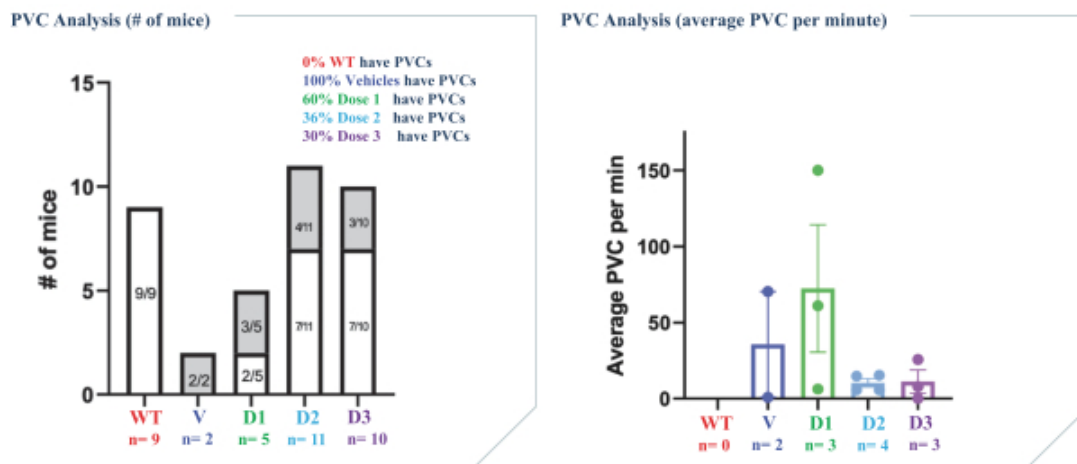 PVC Analysis (# of mice)
0% WT have PVCs
100% Vehicles have PVCs
60% Dose 1 have PVCs
36% Dose 2 have PVCs
30% Dose 3 have PVCs
# of mice
15
10
5
0
9/9
2/2
3/5
2/5
4/11
7/11
3/10
7/10
WT V D1 D2 D3
n= 9 n= 2 n= 5 n= 11 n= 10
PVC Analysis (average PVC per minute)
Average PVC per min
150
100
50
0
WT V D1 D2 D3
n= 0 n= 2 n= 3 n= 4 n= 3